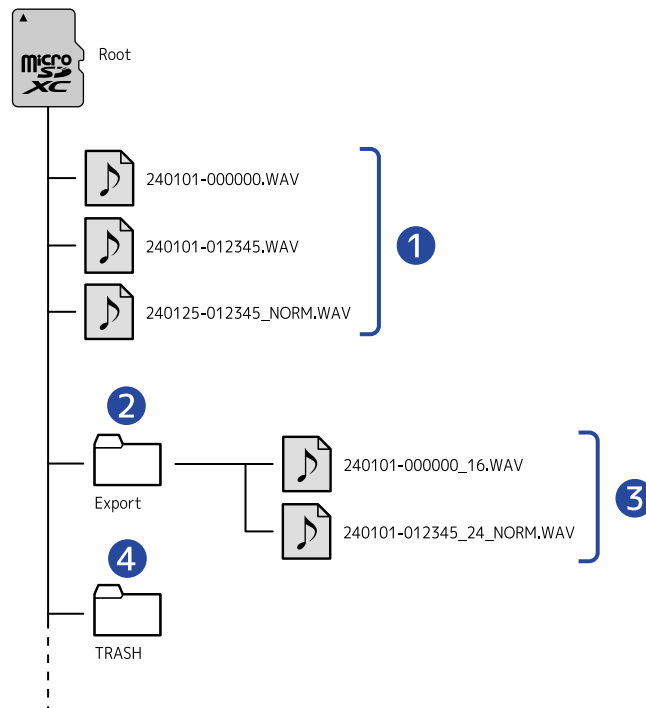 micro
SD
XC
Root
240101-000000.WAV
240101-012345.WAV
240125-012345_NORM.WAV
1
2
Export
240101-000000_16.WAV
240101-012345_24_NORM.WAV
3
4
TRASH